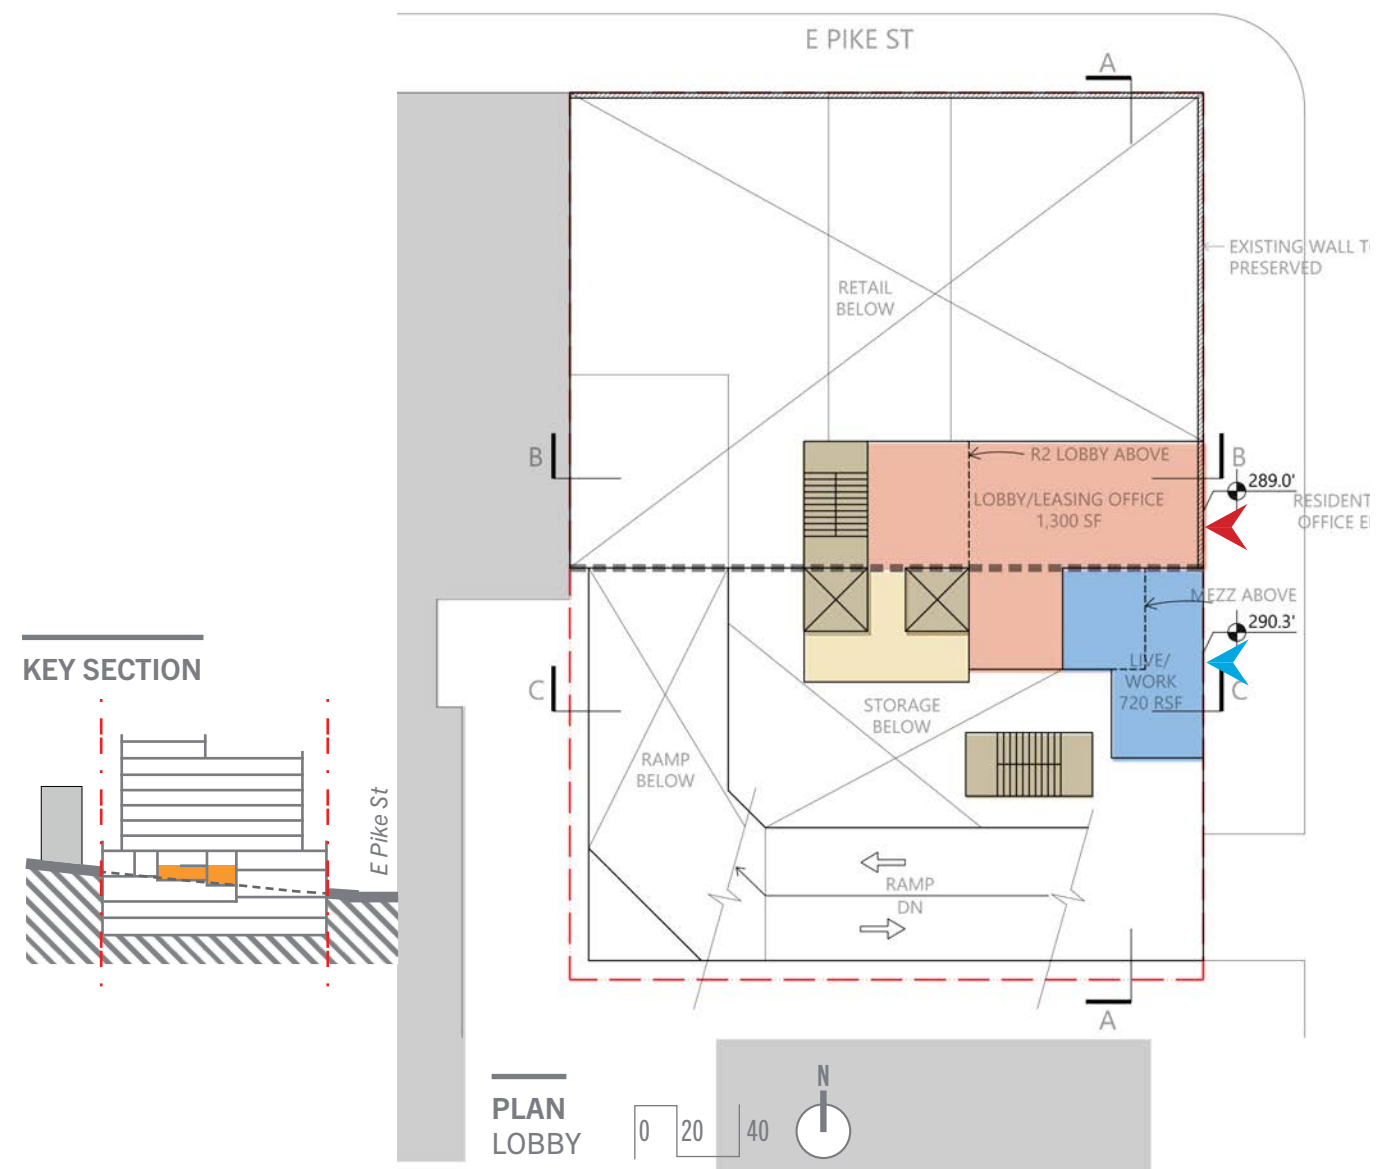 E PIKE ST
A
EXISTING WALL T
PRESERVED
RETAIL
BELOW
B
R2 LOBBY ABOVE
B
289.0'
LOBBY/LEASING OFFICE
1,300 SF
RESIDENT
OFFICE E
MEZZ ABOVE
290.3'
KEY SECTION
C
LIVE/
WORK
720 RSF
C
STORAGE
BELOW
RAMP
BELOW
E Pike St
RAMP
DN
A
PLAN
LOBBY
0
20
40
N